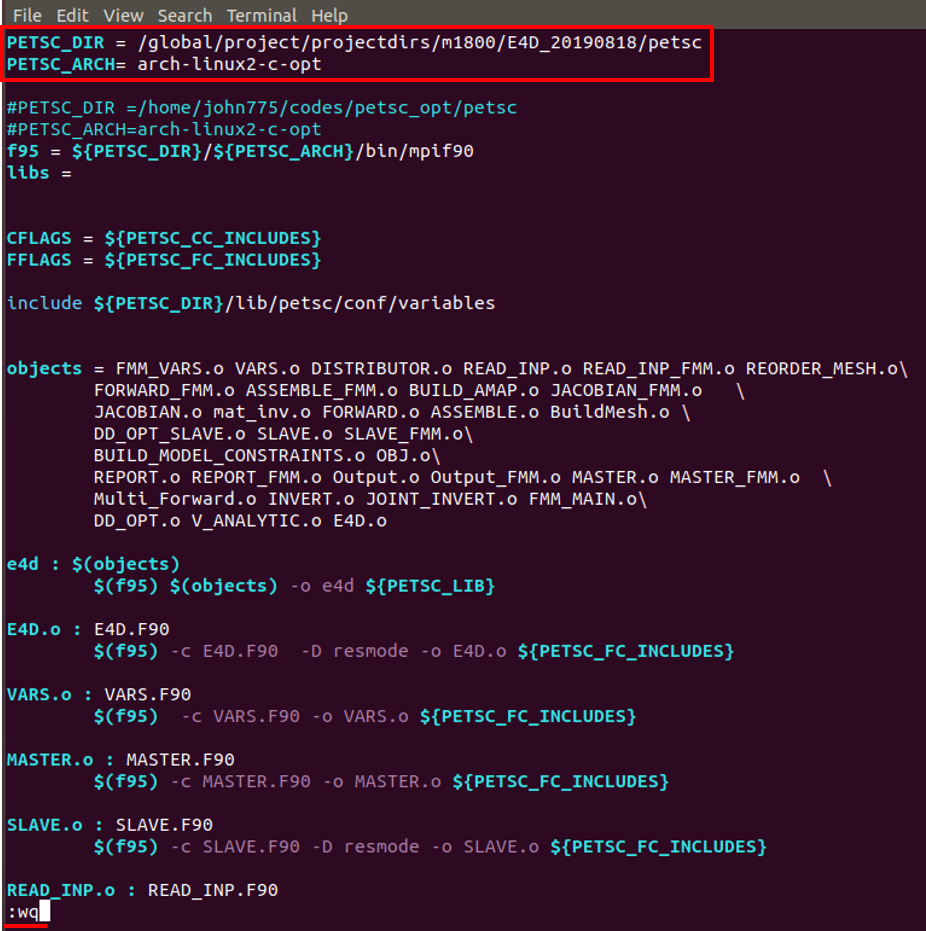 File Edit View Search Terminal Help
PETSC_DIR = /global/project/projectdirs/m1800/E4D_20190818/petsc
PETSC_ARCH= arch-linux2-c-opt
#PETSC_DIR =/home/john775/codes/petsc_opt/petsc
#PETSC_ARCH=arch-linux2-c-opt
f95 = ${PETSC_DIR}/${PETSC_ARCH}/bin/mpif90
libs =
CFLAGS = ${PETSC_CC_INCLUDES}
FFLAGS = ${PETSC_FC_INCLUDES}
include ${PETSC_DIR}/lib/petsc/conf/variables
objects = FMM_VARS.o VARS.o DISTRIBUTOR.o READ_INP.o READ_INP_FMM.o REORDER_MESH.o\
FORWARD_FMM.o ASSEMBLE_FMM.o BUILD_AMAP.o JACOBIAN_FMM.o   \
JACOBIAN.o mat_inv.o FORWARD.o ASSEMBLE.o BuildMesh.o \
DD_OPT_SLAVE.o SLAVE.o SLAVE_FMM.o\
BUILD_MODEL_CONSTRAINTS.o OBJ.o\
REPORT.o REPORT_FMM.o Output.o Output_FMM.o MASTER.o MASTER_FMM.o  \
Multi_Forward.o INVERT.o JOINT_INVERT.o FMM_MAIN.o\
DD_OPT.o V_ANALYTIC.o E4D.o
e4d : $(objects)
$(f95) $(objects) -o e4d ${PETSC_LIB}
E4D.o : E4D.F90
$(f95) -c E4D.F90  -D resmode -o E4D.o ${PETSC_FC_INCLUDES}
VARS.o : VARS.F90
$(f95)  -c VARS.F90 -o VARS.o ${PETSC_FC_INCLUDES}
MASTER.o : MASTER.F90
$(f95) -c MASTER.F90 -o MASTER.o ${PETSC_FC_INCLUDES}
SLAVE.o : SLAVE.F90
$(f95) -c SLAVE.F90 -D resmode -o SLAVE.o ${PETSC_FC_INCLUDES}
READ_INP.o : READ_INP.F90
:wq